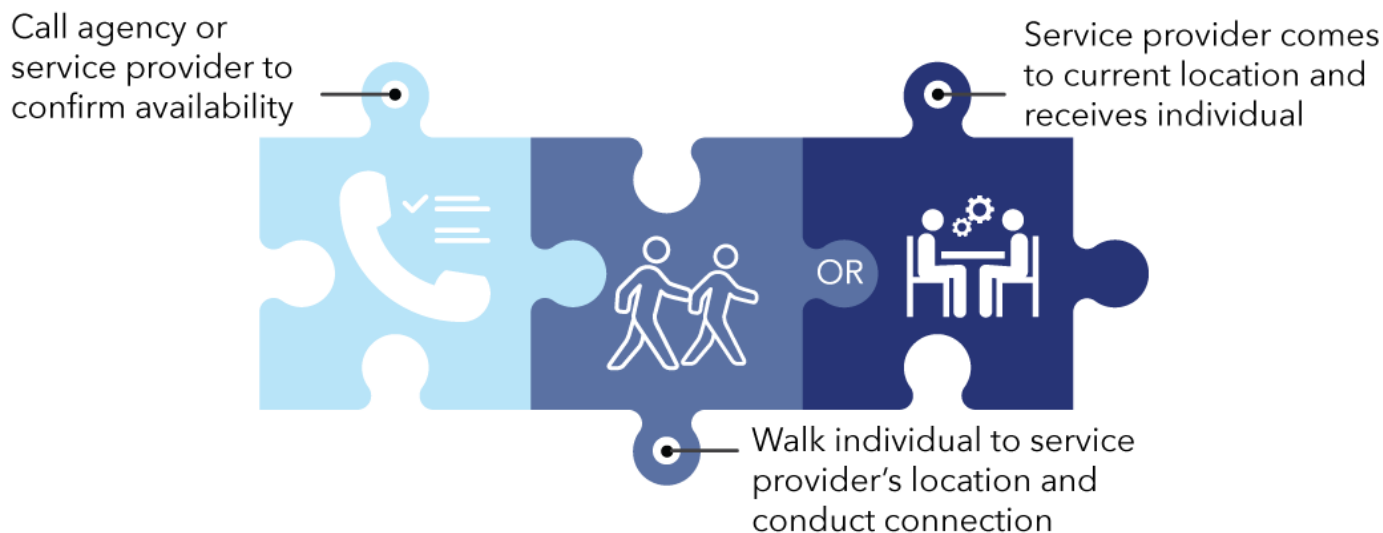 Call agency or
service provider to
confirm availability
Service provider comes
to current location and
receives individual
OR
Walk individual to service
provider’s location and
conduct connection